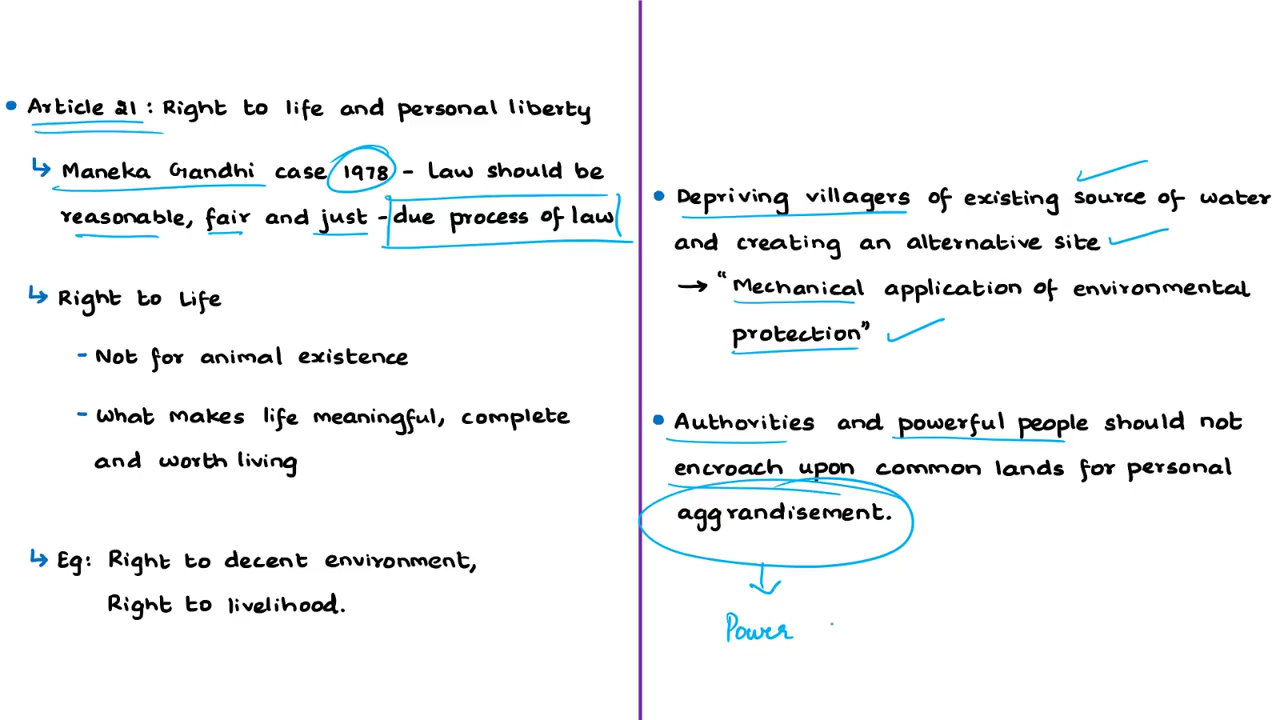 • Article 21 : Right to life and personal liberty
↳ Maneka Gandhi case 1978 - Law should be
reasonable, fair and just - due process of law
↳ Right to Life
- Not for animal existence
- What makes life meaningful, complete
and worth living
↳ Eg: Right to decent environment,
Right to livelihood.
• Depriving villagers of existing source of water
and creating an alternative site
→ "Mechanical application of environmental
protection"
• Authorities and powerful people should not
encroach upon common lands for personal
aggrandisement.
Power